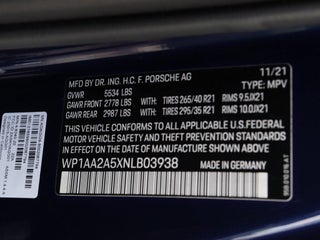 MFD BY DR. ING. H.C. F. PORSCHE AG 11/21
GVWR 5534 LBS TYPE: MPV
GAWR FRONT 2778 LBS WITH: TIRES 265/40 R21 RIMS 9.5JX21
GAWR REAR 2987 LBS WITH: TIRES 295/35 R21 RIMS 10.0JX21
THIS VEHICLE CONFORMS TO ALL APPLICABLE U.S. FEDERAL
MOTOR VEHICLE SAFETY AND THEFT PREVENTION STANDARDS
IN EFFECT ON THE DATE OF MANUFACTURE SHOWN ABOVE.
WP1AA2A5XNLB03938 MADE IN GERMANY